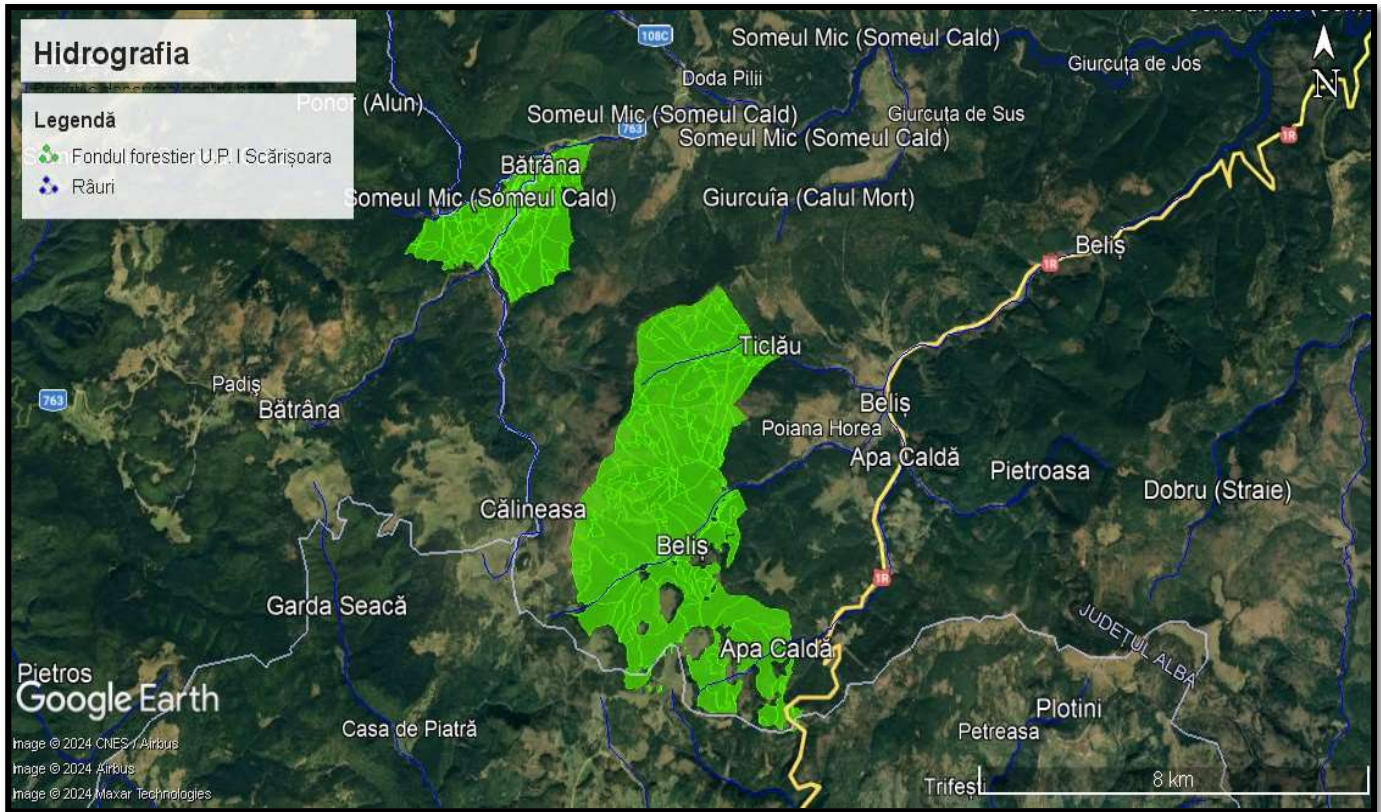 Hidrografia
Legendă
Fondul forestier U.P. I Scărișoara
Râuri
108C
Someul Mic (Someul Cald)
Giurcuța de Jos
N
Doda Pilii
Ponor (Alun)
Someul Mic (Someul Cald)
763
Someul Mic (Someul Cald)
Giurcuța de Sus
1R
Bătrâna
Someul Mic (Someul Cald)
Giurcuîa (Calul Mort)
Beliș
1R
Ticlău
Padiș
763
Bătrâna
Beliș
Poiana Horea
Apa Caldă
Pietroasa
Dobru (Straie)
Călineasa
Beliș
1R
Garda Seacă
JUDEȚUL ALBA
Apa Caldă
Pietros
Google Earth
Plotini
Casa de Piatră
Petreasa
Image © 2024 CNES / Airbus
Image © 2024 Airbus
Image © 2024 Maxar Technologies
Trifești
8 km